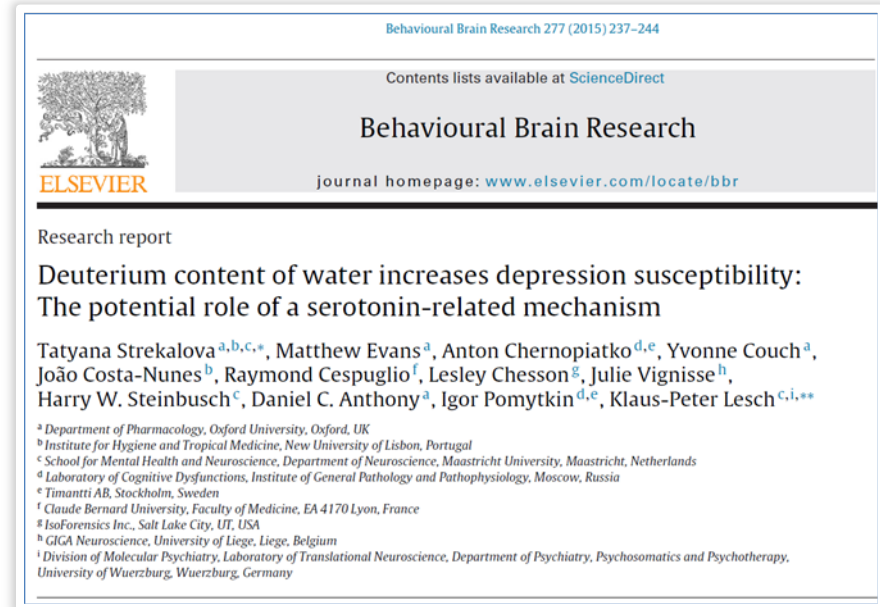 Behavioural Brain Research 277 (2015) 237–244
Contents lists available at ScienceDirect
Behavioural Brain Research
journal homepage: www.elsevier.com/locate/bbr
ELSEVIER
Research report
Deuterium content of water increases depression susceptibility:
The potential role of a serotonin-related mechanism
Tatyana Strekalova a,b,c,*, Matthew Evans a, Anton Chernopiatko d,e, Yvonne Couch a,
João Costa-Nunes b, Raymond Cespuglio f, Lesley Chesson g, Julie Vignisse h,
Harry W. Steinbusch c, Daniel C. Anthony a, Igor Pomytkin d,e, Klaus-Peter Lesch c,i,**
a Department of Pharmacology, Oxford University, Oxford, UK
b Institute for Hygiene and Tropical Medicine, New University of Lisbon, Portugal
c School for Mental Health and Neuroscience, Department of Neuroscience, Maastricht University, Maastricht, Netherlands
d Laboratory of Cognitive Dysfunctions, Institute of General Pathology and Pathophysiology, Moscow, Russia
e Timantti AB, Stockholm, Sweden
f Claude Bernard University, Faculty of Medicine, EA 4170 Lyon, France
g IsoForensics Inc., Salt Lake City, UT, USA
h GIGA Neuroscience, University of Liege, Liege, Belgium
i Division of Molecular Psychiatry, Laboratory of Translational Neuroscience, Department of Psychiatry, Psychosomatics and Psychotherapy,
University of Wuerzburg, Wuerzburg, Germany